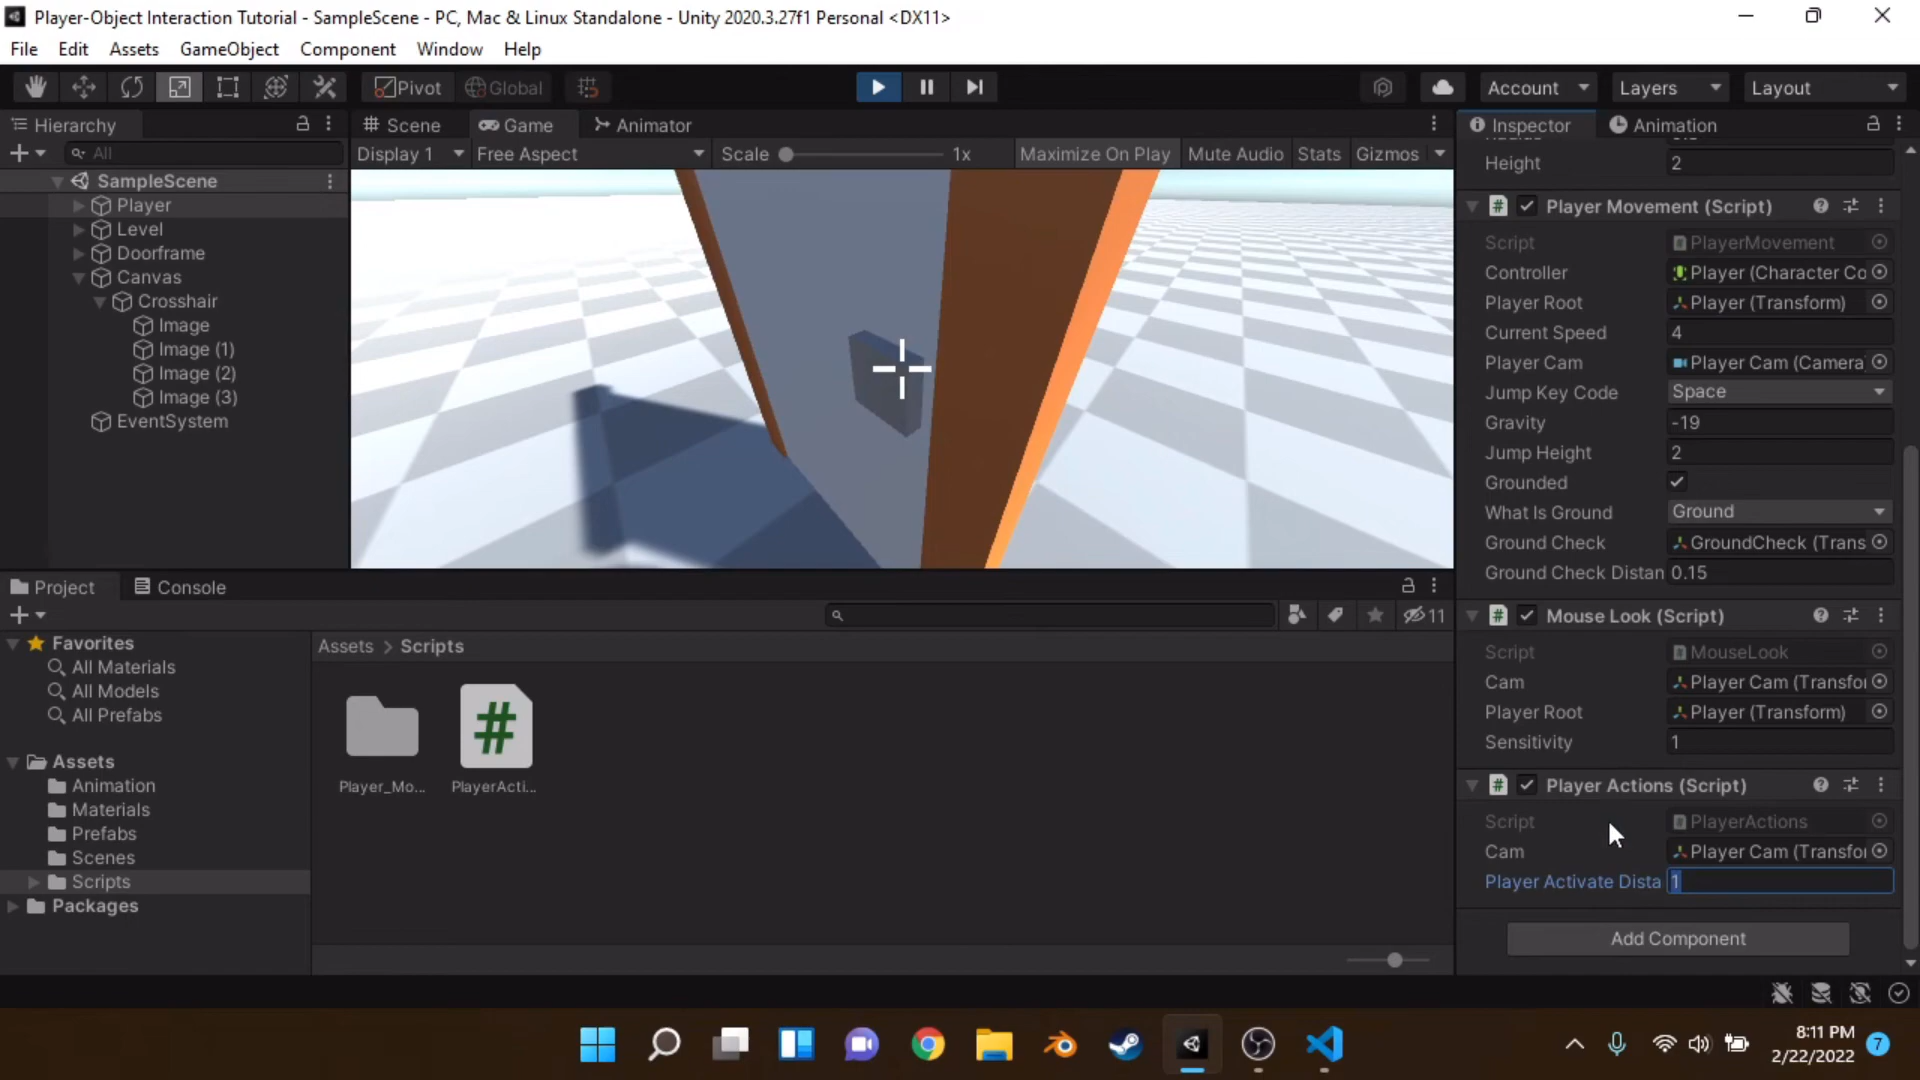 Player-Object Interaction Tutorial - SampleScene - PC, Mac & Linux Standalone - Unity 2020.3.27f1 Personal <DX11>
File Edit Assets GameObject Component Window Help
Pivot Global Account Layers Layout
Hierarchy
All
SampleScene
Player
Level
Doorframe
Canvas
Crosshair
Image
Image (1)
Image (2)
Image (3)
EventSystem
Scene Game Animator
Display 1 Free Aspect Scale 1x Maximize On Play Mute Audio Stats Gizmos
Inspector Animation
Height 2
Player Movement (Script)
Script PlayerMovement
Controller Player (Character Co
Player Root Player (Transform)
Current Speed 4
Player Cam Player Cam (Camera
Jump Key Code Space
Gravity -19
Jump Height 2
Grounded
What Is Ground Ground
Ground Check GroundCheck (Trans
Ground Check Distan 0.15
Mouse Look (Script)
Script MouseLook
Cam Player Cam (Transfor
Player Root Player (Transform)
Sensitivity 1
Player Actions (Script)
Script PlayerActions
Cam Player Cam (Transfor
Player Activate Dista 1
Add Component
Project Console
11
Favorites
All Materials
All Models
All Prefabs
Assets
Animation
Materials
Prefabs
Scenes
Scripts
Packages
Assets > Scripts
Player_Mo... PlayerActi...
8:11 PM
2/22/2022
7